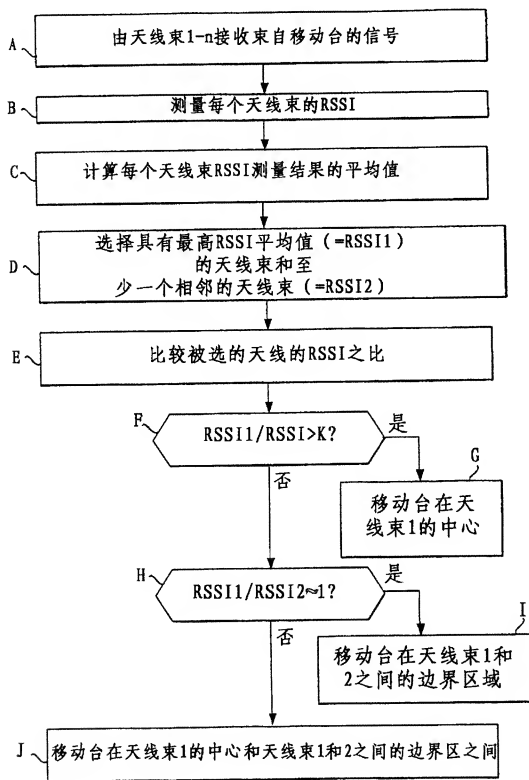 A
由天线束1-n接收束自移动台的信号
B
测量每个天线束的RSSI
C
计算每个天线束RSSI测量结果的平均值
D
选择具有最高RSSI平均值(=RSSI1)
的天线束和至
少一个相邻的天线束(=RSSI2)
E
比较被选的天线的RSSI之比
F
RSSI1/RSSI>K?
是
否
G
移动台在天
线束1的中心
H
RSSI1/RSSI2≈1?
是
否
I
移动台在天线束1和
2之间的边界区域
J
移动台在天线束1的中心和天线束1和2之间的边界区之间